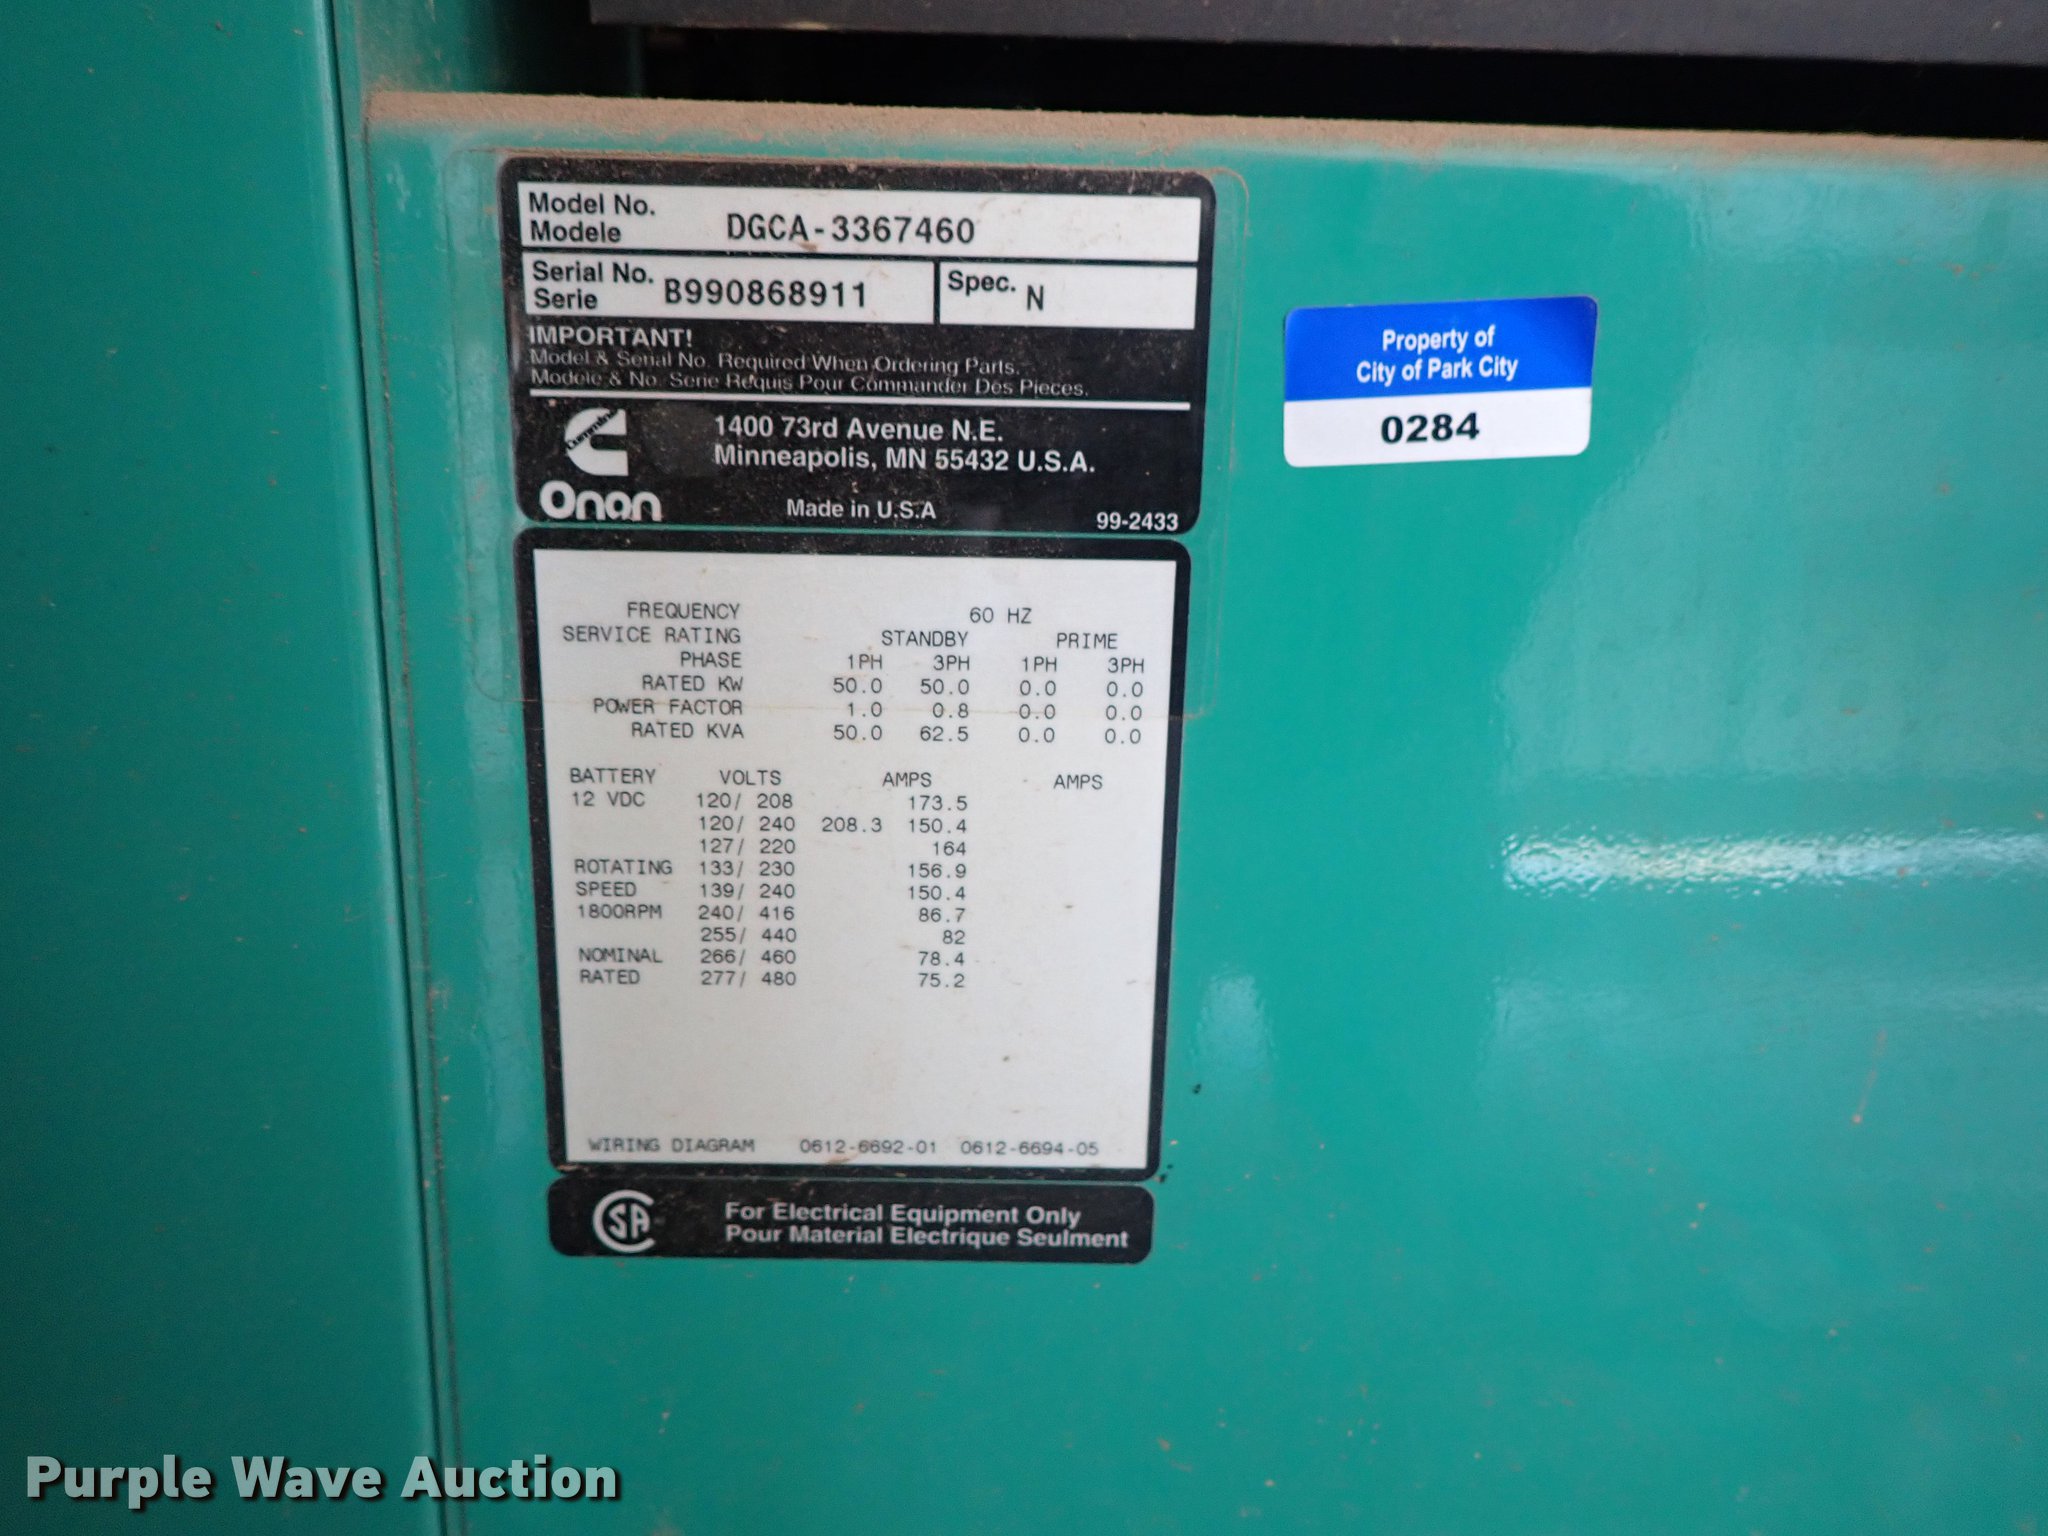 Model No.
Modele
DGCA-3367460
Serial No.
Serie
B990868911
Spec.
N
IMPORTANT!
Model & Serial No. Required When Ordering Parts.
Modele & No. Serie Requis Pour Commander Des Pieces.
Cummins
Onan
1400 73rd Avenue N.E.
Minneapolis, MN 55432 U.S.A.
Made in U.S.A
99-2433
Property of
City of Park City
0284
FREQUENCY 60 HZ
SERVICE RATING STANDBY PRIME
PHASE 1PH 3PH 1PH 3PH
RATED KW 50.0 50.0 0.0 0.0
POWER FACTOR 1.0 0.8 0.0 0.0
RATED KVA 50.0 62.5 0.0 0.0
BATTERY VOLTS AMPS AMPS
12 VDC 120/ 208 173.5
120/ 240 208.3 150.4
127/ 220 164
ROTATING 133/ 230 156.9
SPEED 139/ 240 150.4
1800RPM 240/ 416 86.7
255/ 440 82
NOMINAL 266/ 460 78.4
RATED 277/ 480 75.2
WIRING DIAGRAM 0612-6692-01 0612-6694-05
CSA
For Electrical Equipment Only
Pour Material Electrique Seulment
Purple Wave Auction